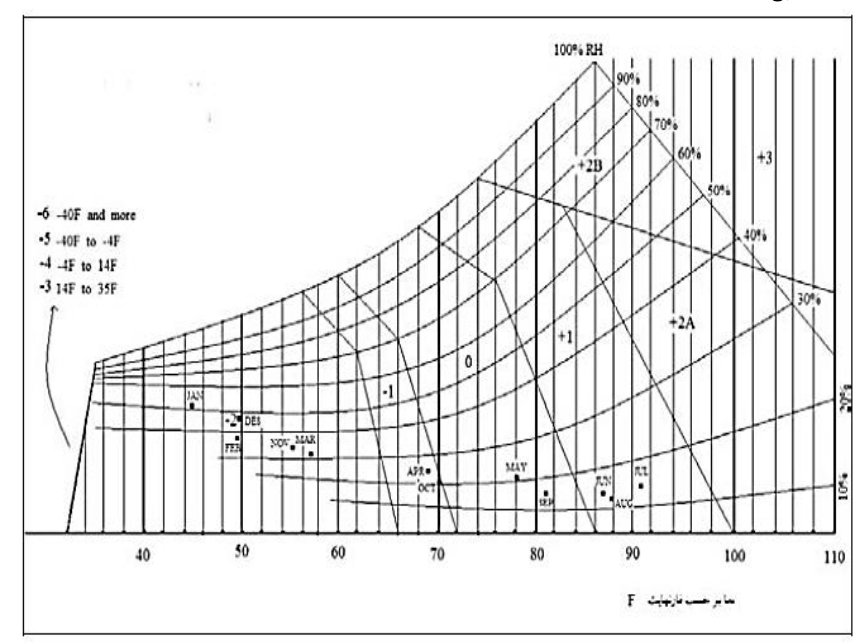 100% RH
90%
80%
70%
60%
50%
40%
30%
20%
10%
+3
+2B
+2A
+1
0
-1
-2
-6 -40F and more
-5 -40F to -4F
-4 -4F to 14F
-3 14F to 35F
JAN
DES
FEB
NOV MAR
APR
OCT
MAY
SEP
JUN
AUG
JUL
40 50 60 70 80 90 100 110
F دما بر حسب فارنهایت